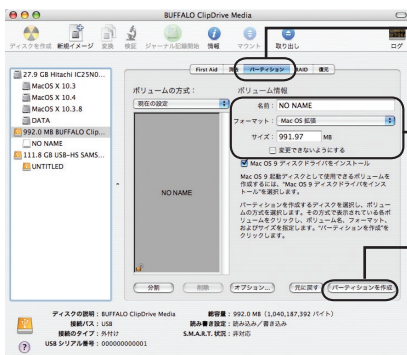 BUFFALO ClipDrive Media
ディスクを作成 新規イメージ 変換 検証 ジャーナル記録開始 情報 マウント 取り出し ログ
27.9 GB Hitachi IC25N0...
MacOS X 10.3
MacOS X 10.4
MacOS X 10.3.8
DATA
992.0 MB BUFFALO Clip...
NO NAME
111.8 GB USB-HS SAMS...
UNTITLED
First Aid 消去 パーティション RAID 復元
ボリュームの方式：
現在の設定
NO NAME
ボリューム情報
名前： NO NAME
フォーマット： Mac OS 拡張
サイズ： 991.97 MB
変更できないようにする
Mac OS 9 ディスクドライバをインストール
Mac OS 9 起動ディスクとして使用できるボリュームを
作成するには、"Mac OS 9 ディスクドライバをインス
トール"を選択します。
パーティションを作成するディスクを選択し、ボリュー
ムの方式を選択します。その方式で表示されている各ボ
リュームをクリックし、ボリューム名、フォーマット、
およびサイズを指定します。"パーティションを作成"を
クリックします。
分割 削除 オプション... 元に戻す パーティションを作成
ディスクの説明： BUFFALO ClipDrive Media
接続バス： USB
接続のタイプ： 外付け
USB シリアル番号： 000000000001
総容量： 992.0 MB (1,040,187,392 バイト)
読み書き設定： 読み込み／書き込み
S.M.A.R.T. 状況： 非対応